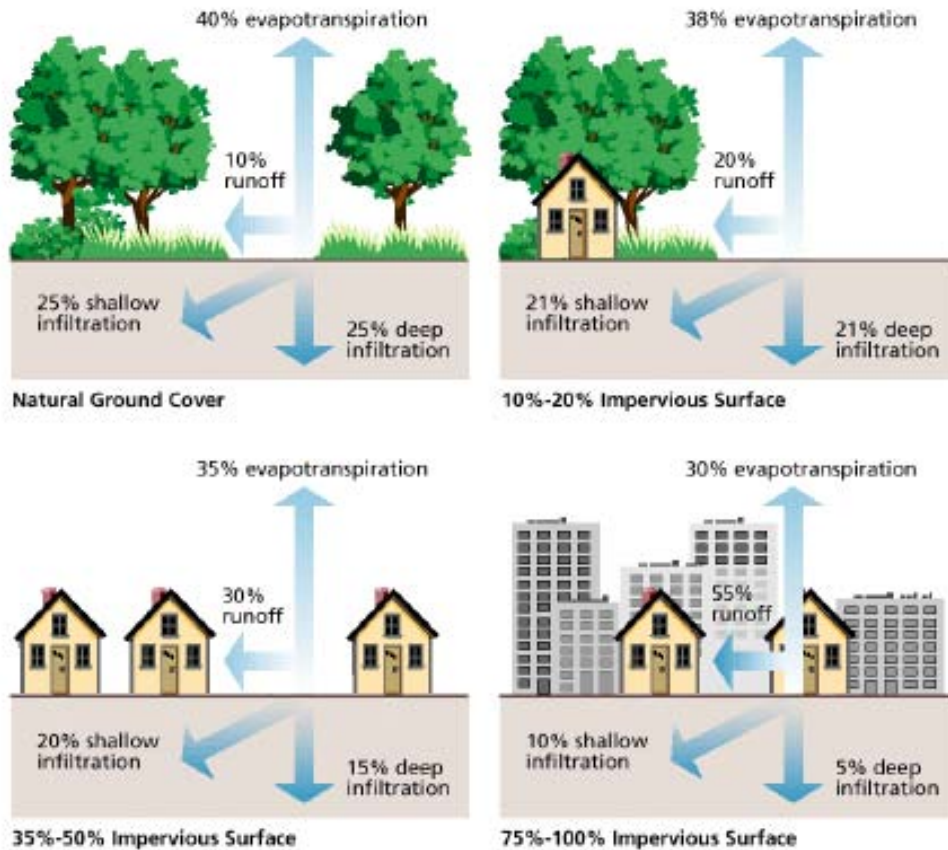 40% evapotranspiration
10%
runoff
25% shallow
infiltration
25% deep
infiltration
Natural Ground Cover
38% evapotranspiration
20%
runoff
21% shallow
infiltration
21% deep
infiltration
10%-20% Impervious Surface
35% evapotranspiration
30%
runoff
20% shallow
infiltration
15% deep
infiltration
35%-50% Impervious Surface
30% evapotranspiration
55%
runoff
10% shallow
infiltration
5% deep
infiltration
75%-100% Impervious Surface